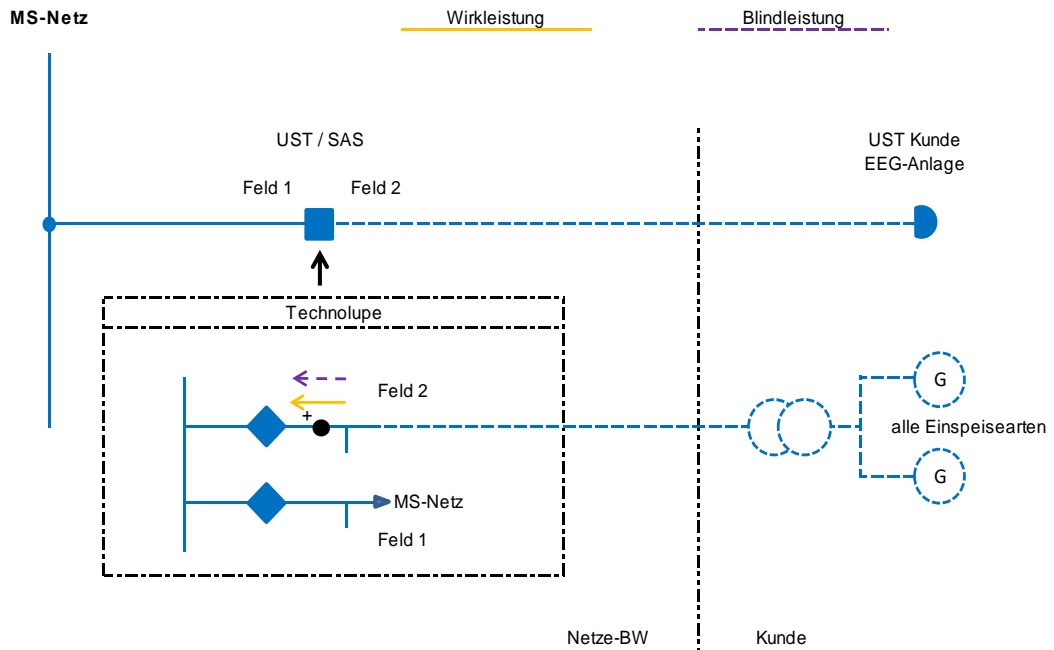 MS-Netz
Wirkleistung
Blindleistung
UST / SAS
UST Kunde
EEG-Anlage
Feld 1
Feld 2
Technolupe
Feld 2
+
G
alle Einspeisearten
G
MS-Netz
Feld 1
Netze-BW
Kunde